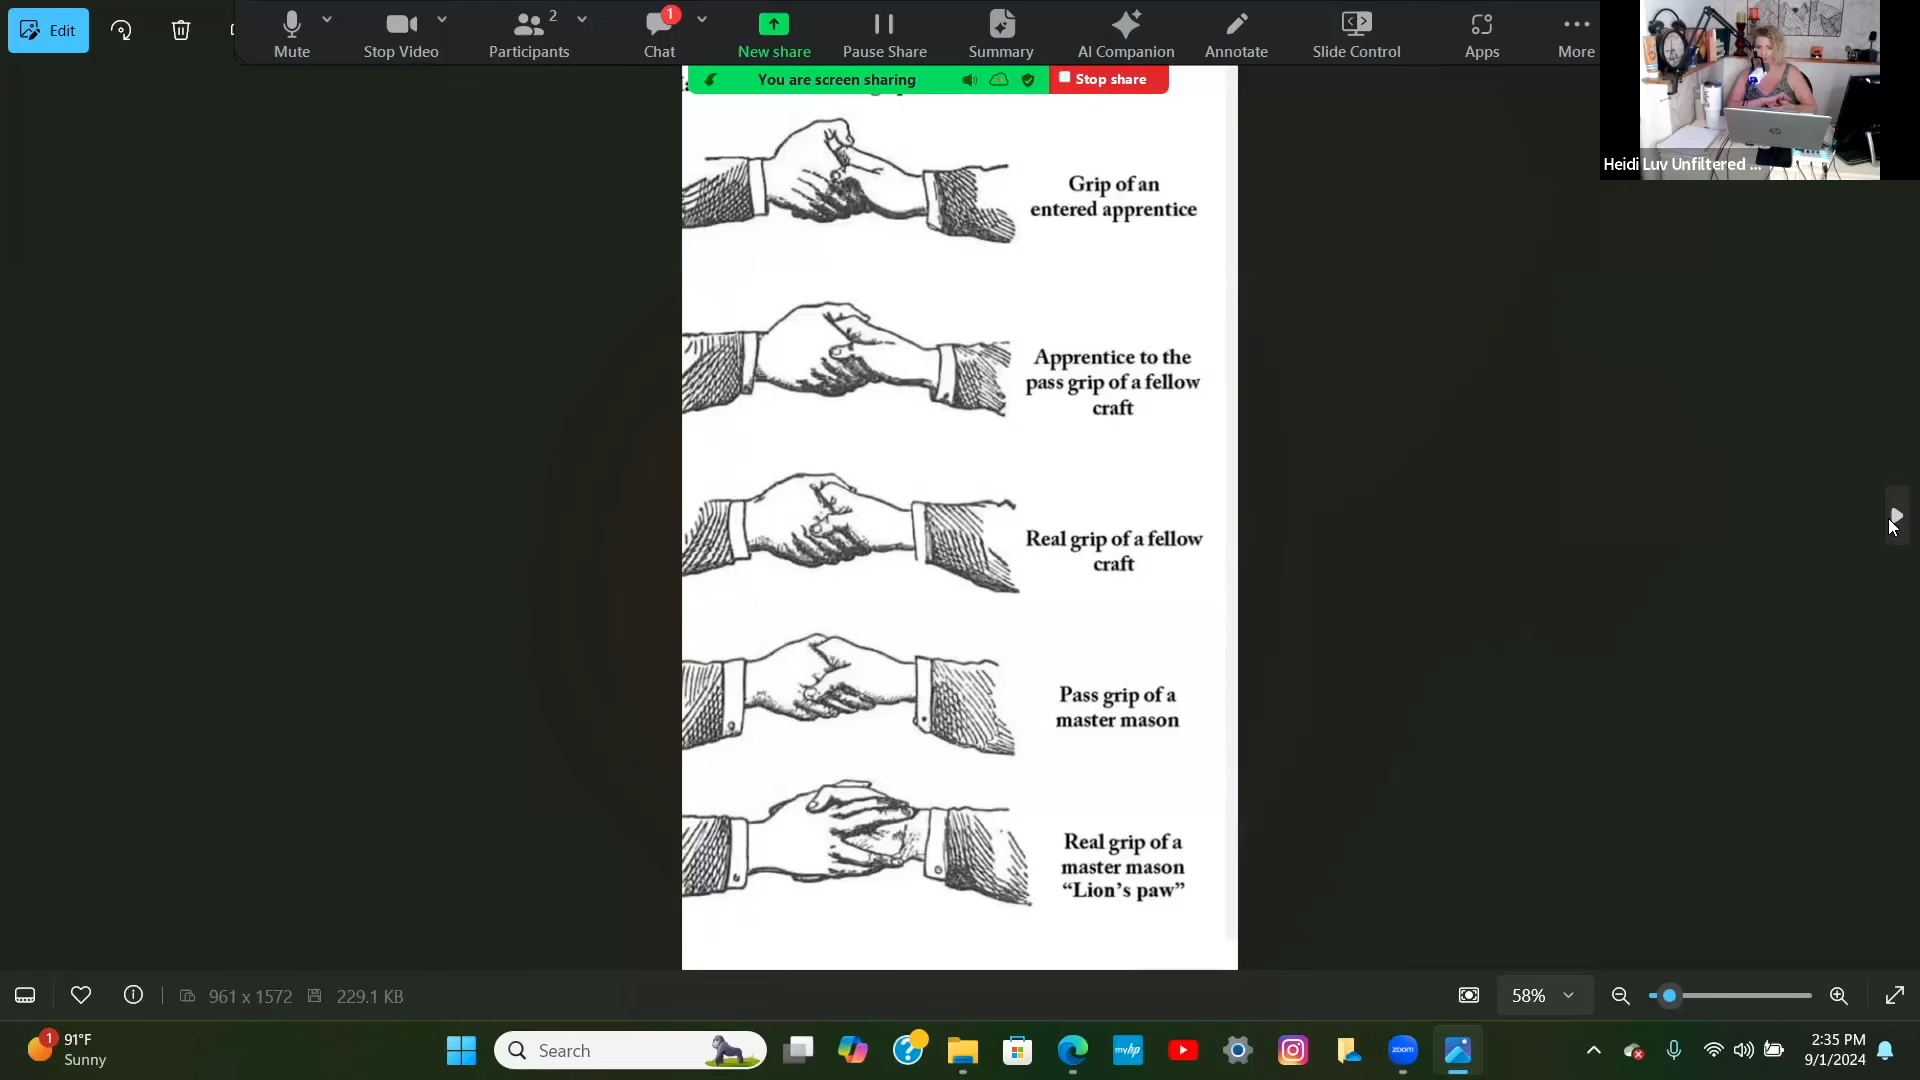 Edit
Mute
Stop Video
Participants
2
Chat
1
New share
Pause Share
Summary
AI Companion
Annotate
Slide Control
Apps
More
You are screen sharing
Stop share
Heidi Luv Unfiltered ...
Grip of an
entered apprentice
Apprentice to the
pass grip of a fellow
craft
Real grip of a fellow
craft
Pass grip of a
master mason
Real grip of a
master mason
“Lion’s paw”
961 x 1572
229.1 KB
58%
1
91°F
Sunny
Search
myhp
zoom
2:35 PM
9/1/2024